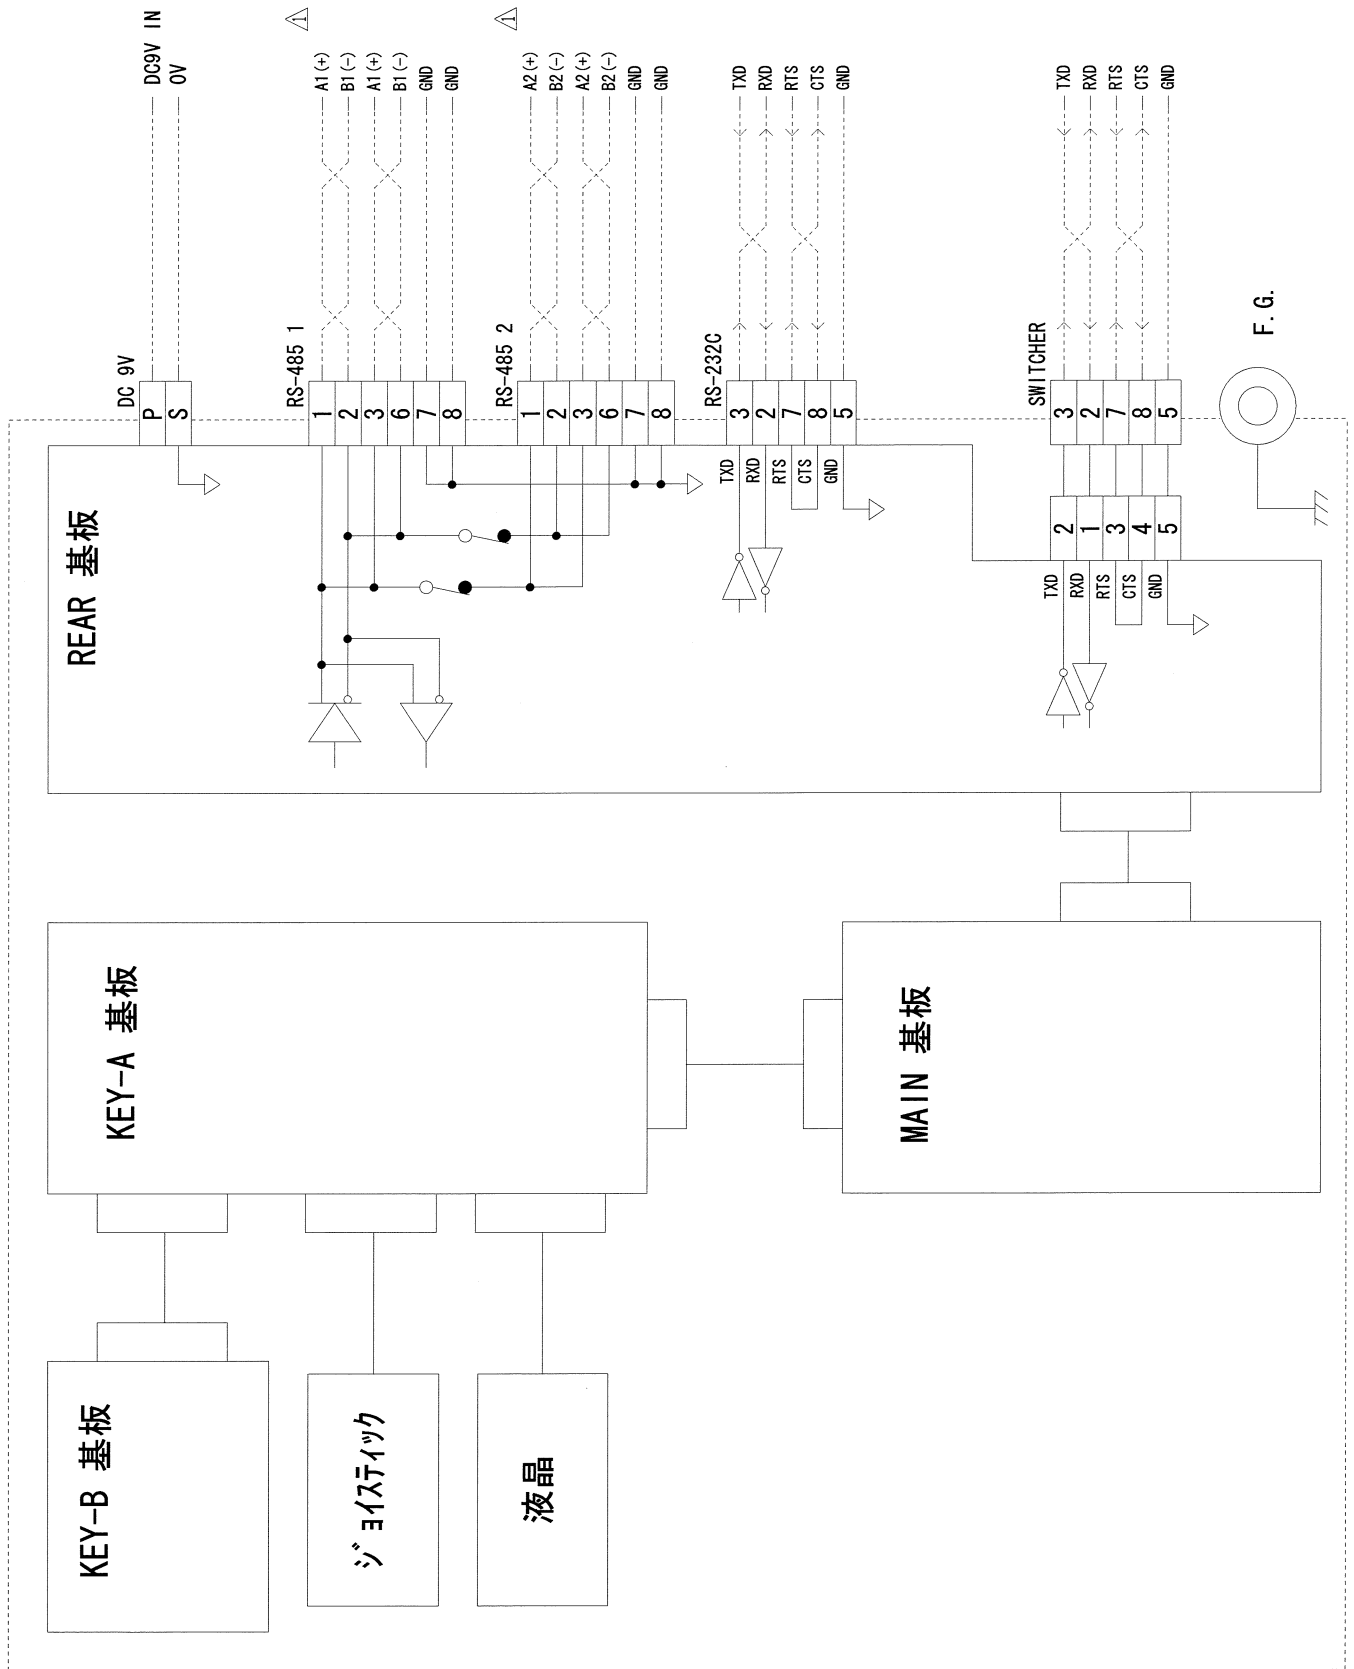 DC9V IN
0V
DC 9V
P
S
1
A1(+)
B1(-)
A1(+)
B1(-)
GND
GND
RS-485 1
1
2
3
6
7
8
1
A2(+)
B2(-)
A2(+)
B2(-)
GND
GND
RS-485 2
1
2
3
6
7
8
TXD
RXD
RTS
CTS
GND
RS-232C
3
2
7
8
5
TXD
RXD
RTS
CTS
GND
TXD
RXD
RTS
CTS
GND
SWITCHER
3
2
7
8
5
2
1
3
4
5
TXD
RXD
RTS
CTS
GND
F.G.
REAR 基板
KEY-A 基板
MAIN 基板
KEY-B 基板
ｼﾞｮｲｽﾃｨｯｸ
液晶